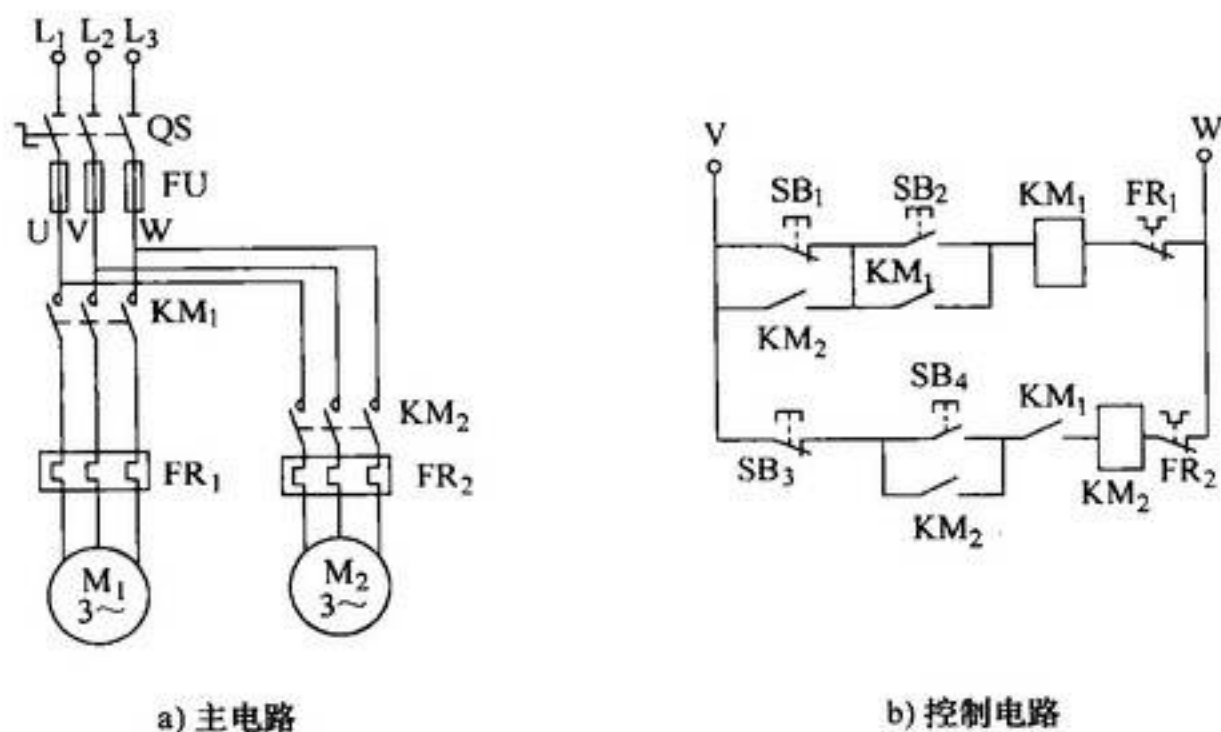 L₁ L₂ L₃
QS
FU
U V W
KM₁
KM₂
FR₁
FR₂
M₁
3～
M₂
3～
a) 主电路
V
W
SB₁
SB₂
KM₁
FR₁
KM₁
KM₂
SB₄
KM₁
SB₃
KM₂
FR₂
KM₂
b) 控制电路